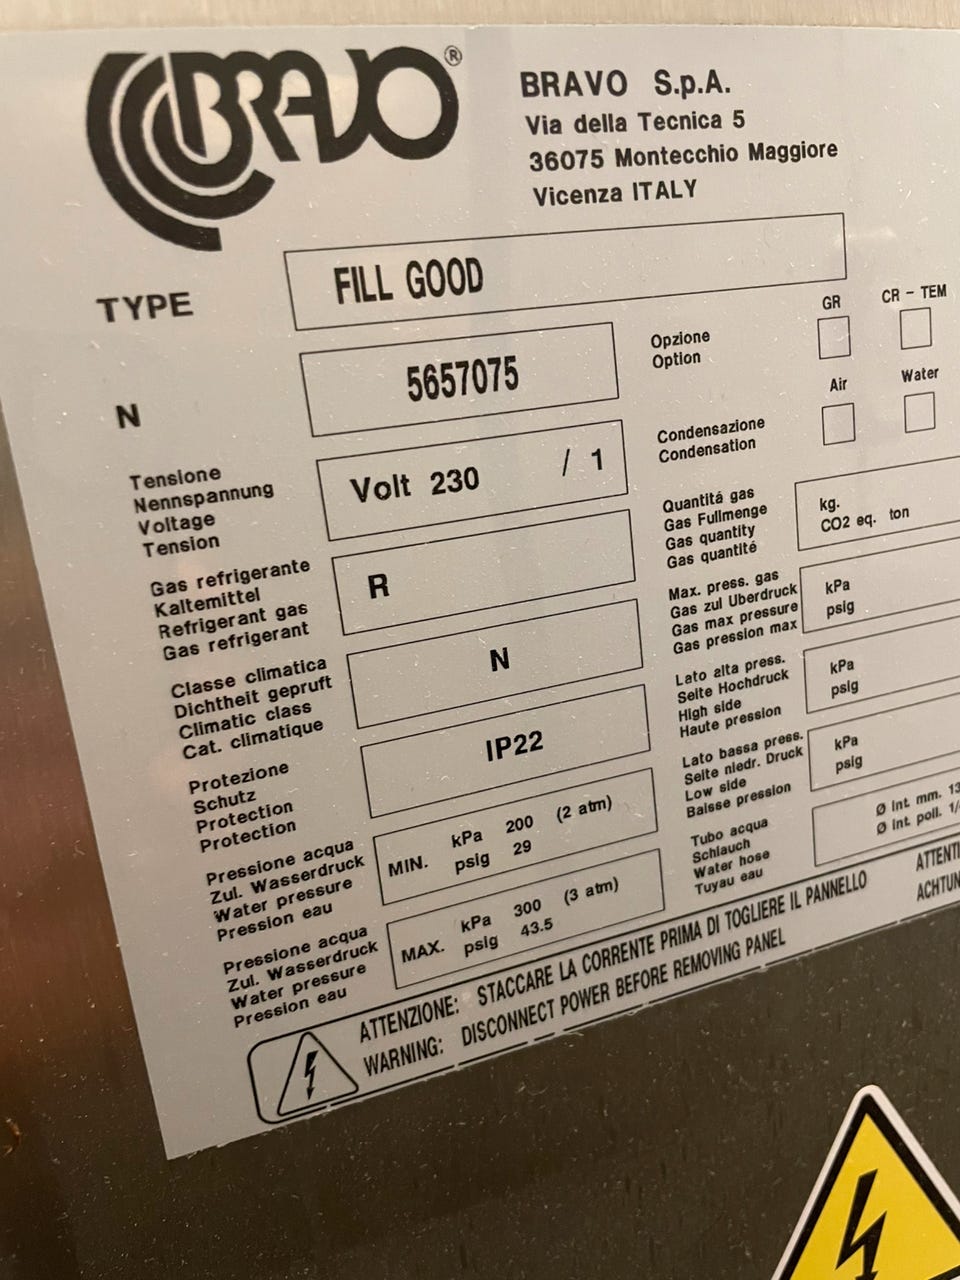 BRAVO ®
BRAVO S.p.A.
Via della Tecnica 5
36075 Montecchio Maggiore
Vicenza ITALY
TYPE FILL GOOD
N 5657075
Opzione
Option
GR CR - TEM
Condensazione
Condensation
Air Water
Tensione
Nennspannung
Voltage
Tension
Volt 230 / 1
Gas refrigerante
Kaltemittel
Refrigerant gas
Gas refrigerant
R
Classe climatica
Dichtheit gepruft
Climatic class
Cat. climatique
N
Protezione
Schutz
Protection
Protection
IP22
Pressione acqua
Zul. Wasserdruck
Water pressure
Pression eau
MIN. kPa 200 (2 atm)
psig 29
Pressione acqua
Zul. Wasserdruck
Water pressure
Pression eau
MAX. kPa 300 (3 atm)
psig 43.5
Quantitá gas
Gas Fullmenge
Gas quantity
Gas quantité
kg.
CO2 eq. ton
Max. press. gas
Gas zul Uberdruck
Gas max pressure
Gas pression max
kPa
psig
Lato alta press.
Seite Hochdruck
High side
Haute pression
kPa
psig
Lato bassa press.
Seite niedr. Druck
Low side
Baisse pression
kPa
psig
Tubo acqua
Schlauch
Water hose
Tuyau eau
Ø int. mm. 13
Ø int. poll. 1/
ATTENZIONE: STACCARE LA CORRENTE PRIMA DI TOGLIERE IL PANNELLO
WARNING: DISCONNECT POWER BEFORE REMOVING PANEL
ATTENTI
ACHTUN